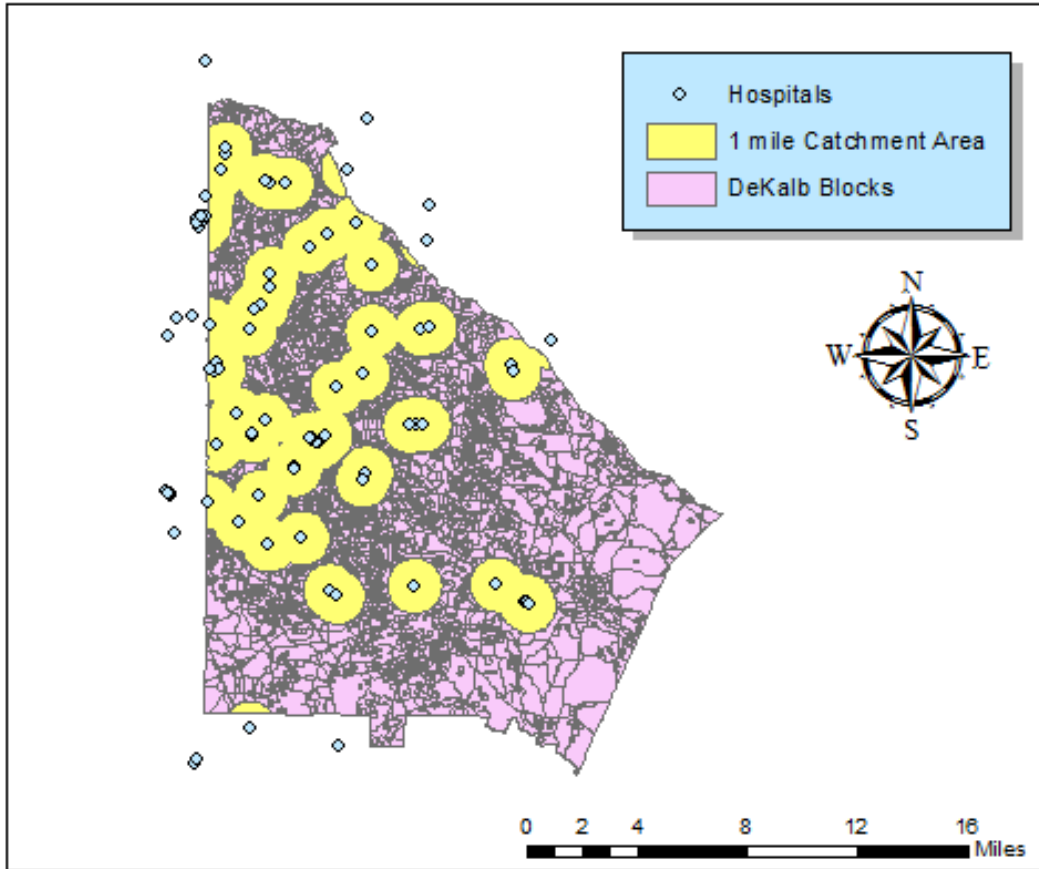 Hospitals
1 mile Catchment Area
DeKalb Blocks
N
W E
S
0 2 4 8 12 16
Miles